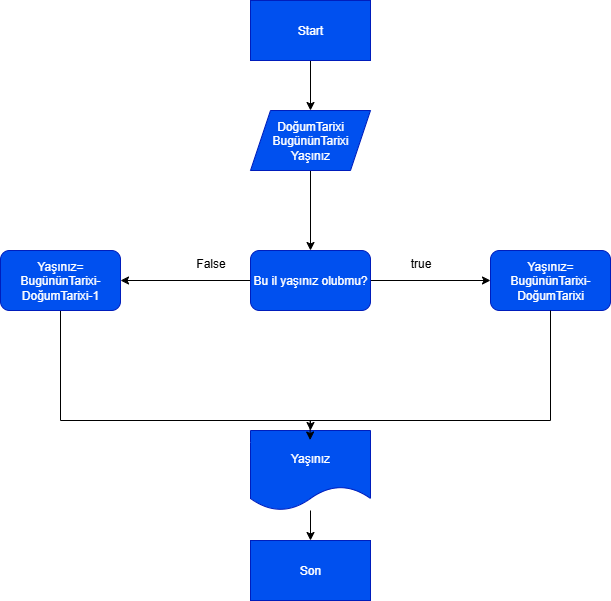 Start
DoğumTarixi
BugününTarixi
Yaşınız
False
true
Yaşınız=
BugününTarixi-
DoğumTarixi-1
Bu il yaşınız olubmu?
Yaşınız=
BugününTarixi-
DoğumTarixi
Yaşınız
Son